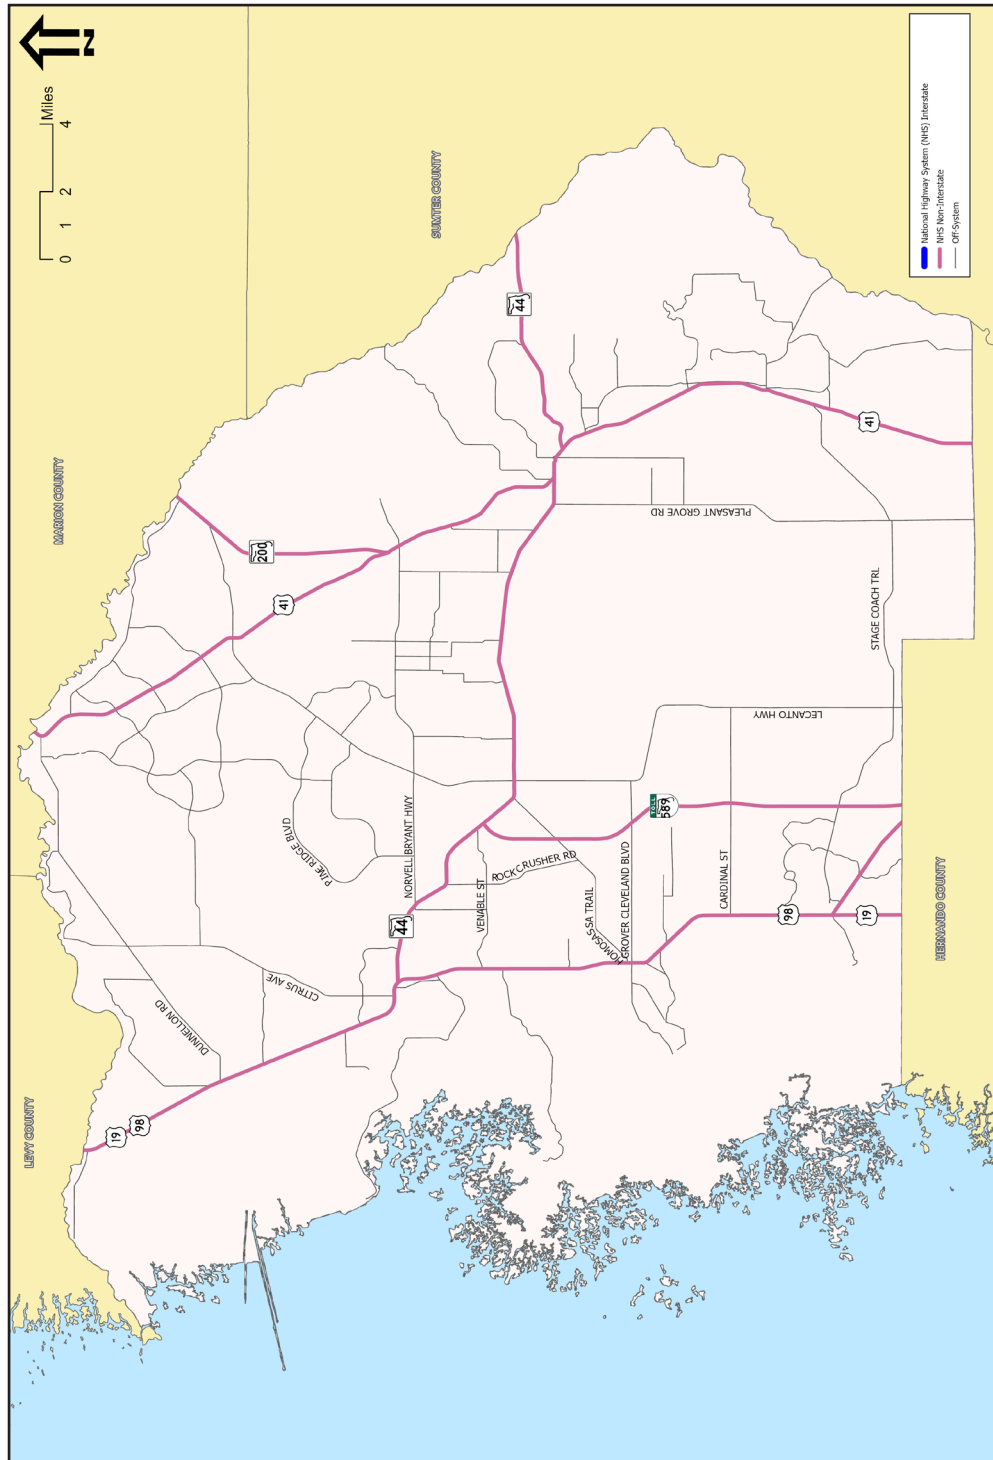 N
Miles
0 1 2 4
SUMTER COUNTY
MARION COUNTY
LEVY COUNTY
HERNANDO COUNTY
National Highway System (NHS) Interstate
NHS Non-Interstate
Off-System
44
41
200
41
PLEASANT GROVE RD
STAGE COACH TRL
LECANTO HWY
TOLL
589
PINE RIDGE BLVD
NORVELL BRYANT HWY
ROCK CRUSHER RD
VENABLE ST
HOMOSASSA TRAIL
GROVER CLEVELAND BLVD
CARDINAL ST
44
98
19
CITRUS AVE
DUNNELLON RD
19
98